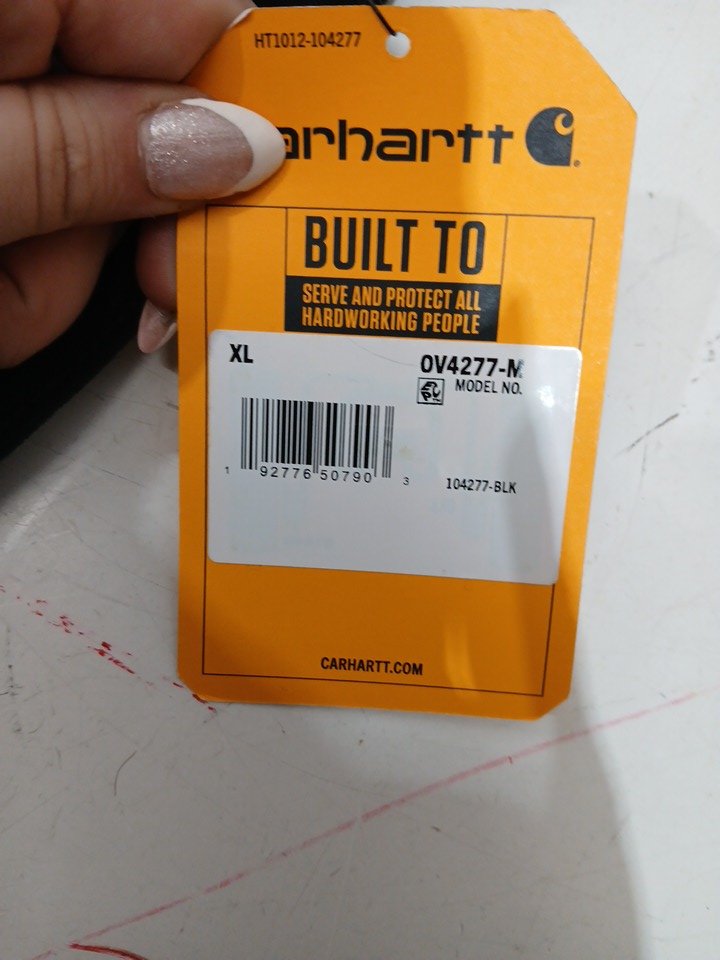 HT1012-104277
arhartt
BUILT TO
SERVE AND PROTECT ALL
HARDWORKING PEOPLE
XL
OV4277-M
MODEL NO.
1 92776 50790 3
104277-BLK
CARHARTT.COM